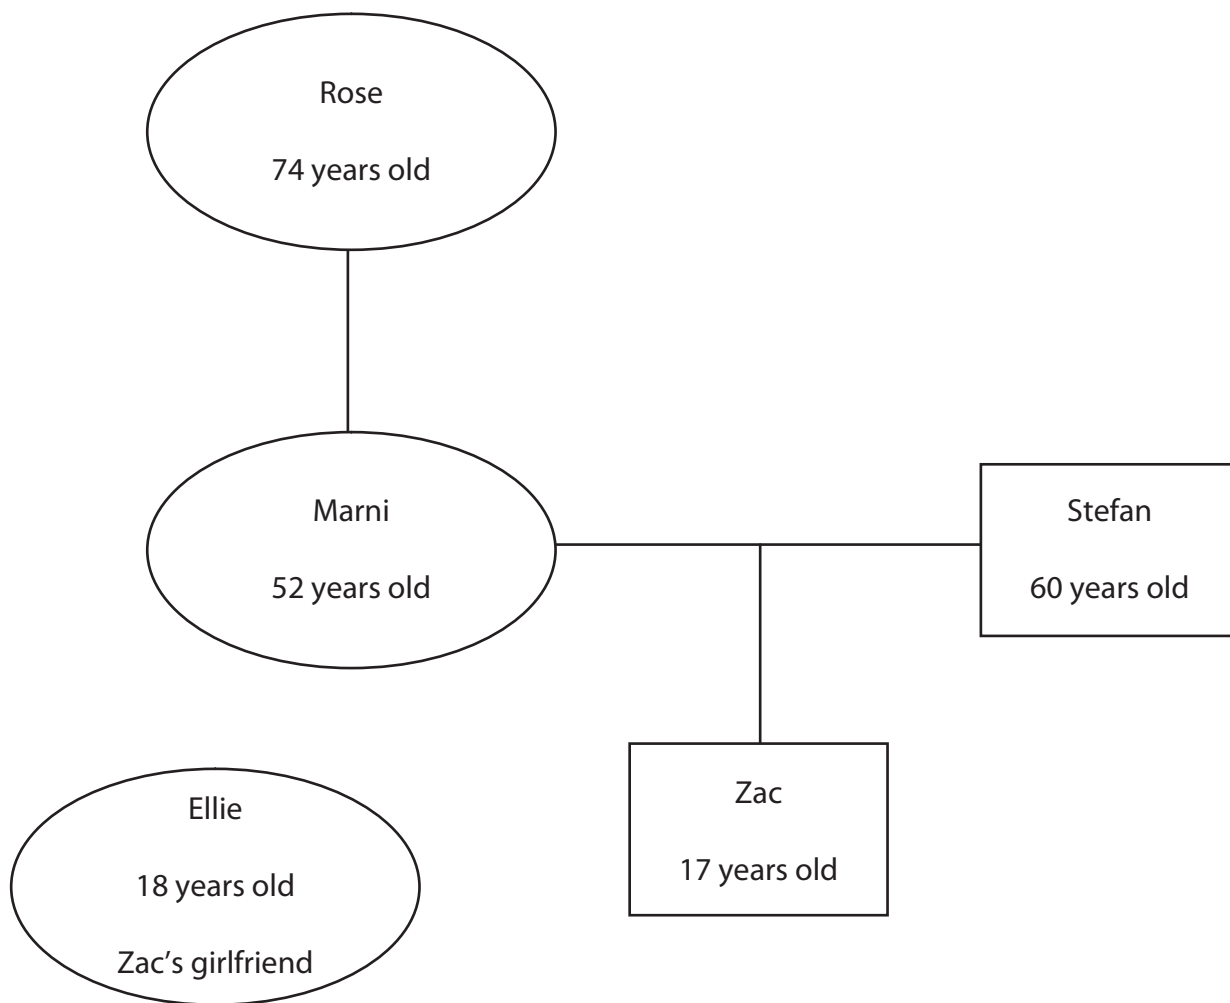 Rose
74 years old
Marni
52 years old
Stefan
60 years old
Zac
17 years old
Ellie
18 years old
Zac’s girlfriend